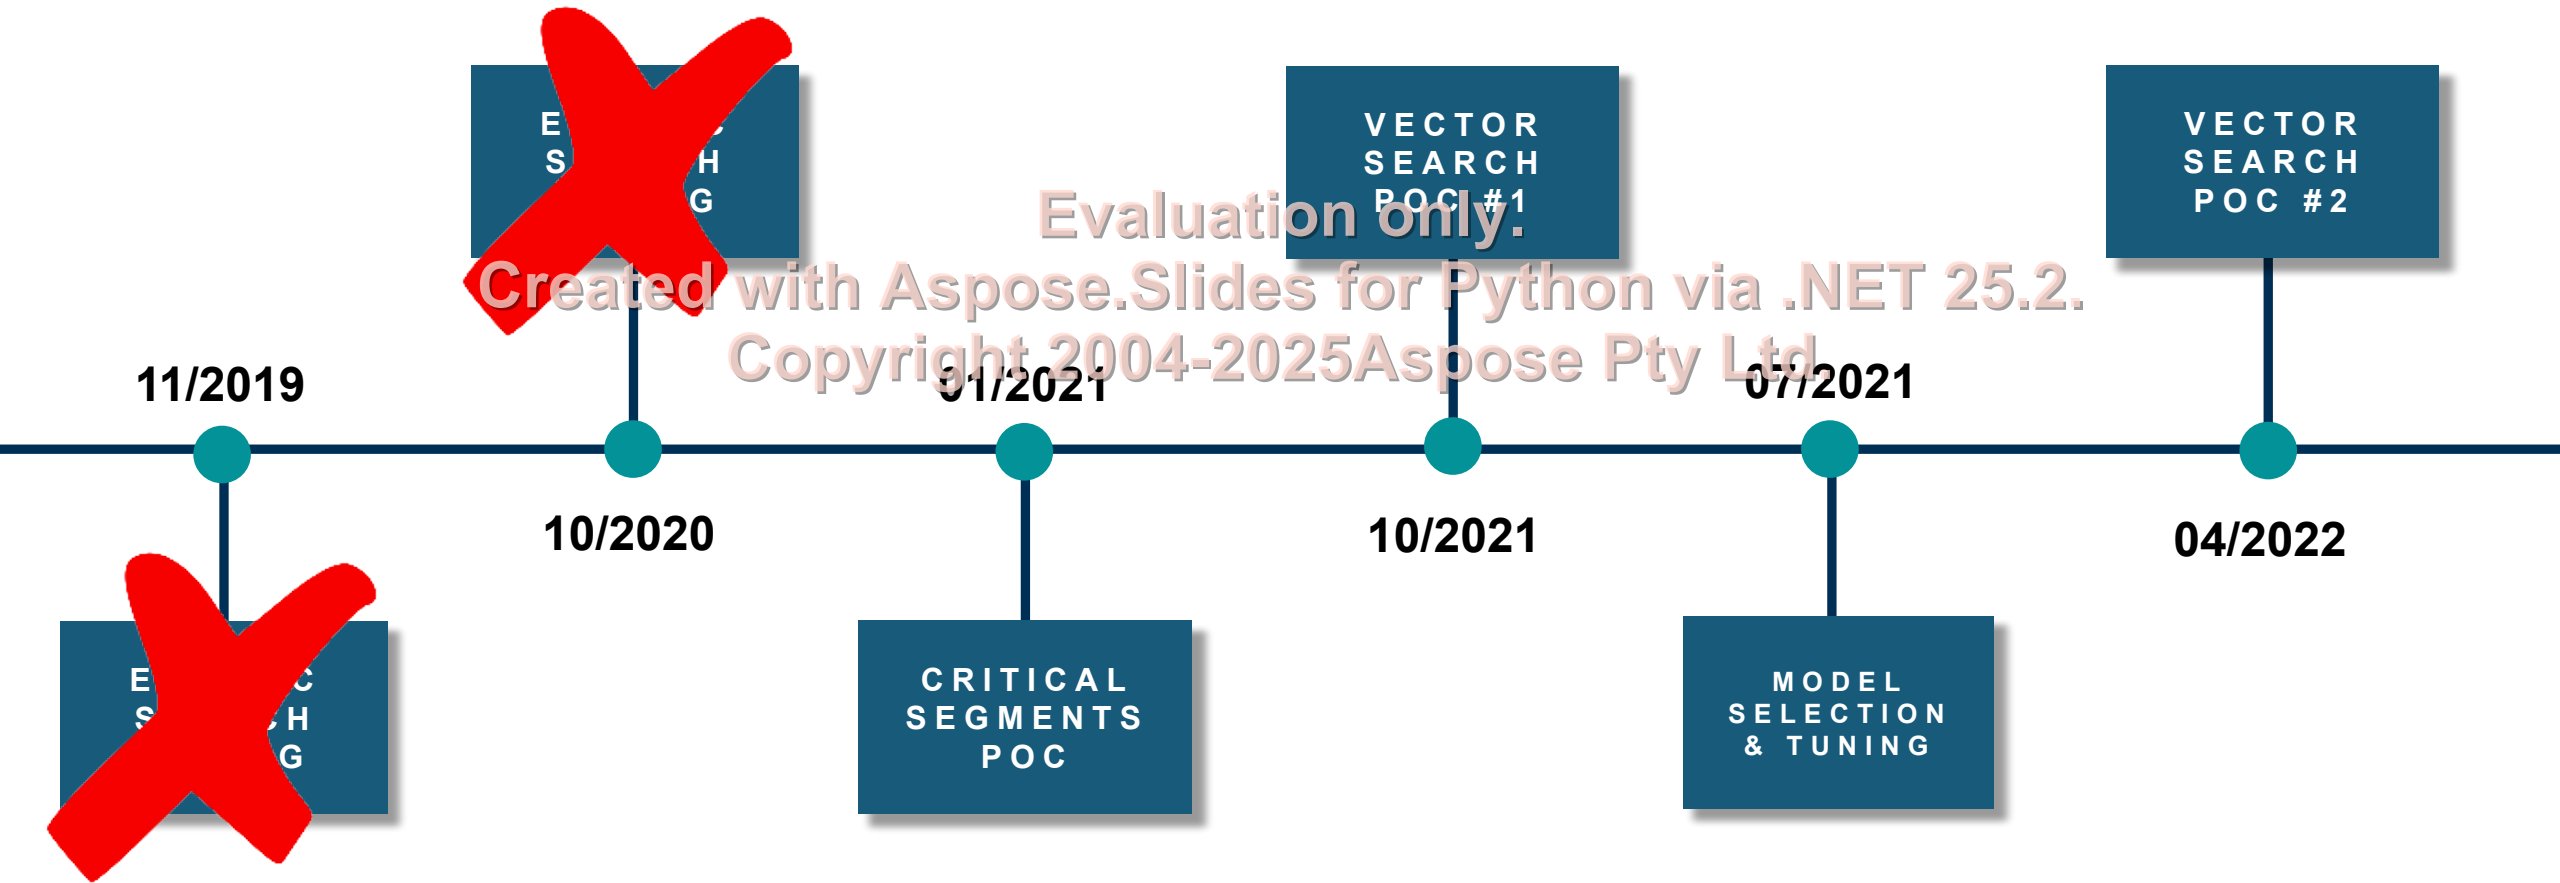 VECTOR
SEARCH
POC #1
VECTOR
SEARCH
POC #2
Evaluation only.
Created with Aspose.Slides for Python via .NET 25.2.
Copyright 2004-2025Aspose Pty Ltd.
11/2019
01/2021
07/2021
10/2020
10/2021
04/2022
CRITICAL
SEGMENTS
POC
MODEL
SELECTION
& TUNING